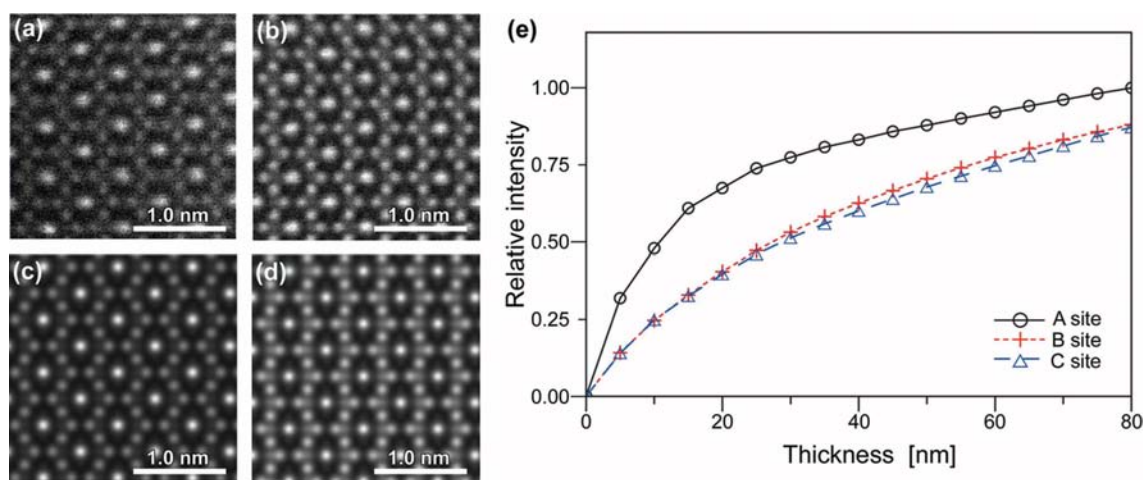 (a)
1.0 nm
(b)
1.0 nm
(c)
1.0 nm
(d)
1.0 nm
(e)
Relative intensity
1.00
0.75
0.50
0.25
0.00
0
20
40
60
80
Thickness [nm]
A site
B site
C site